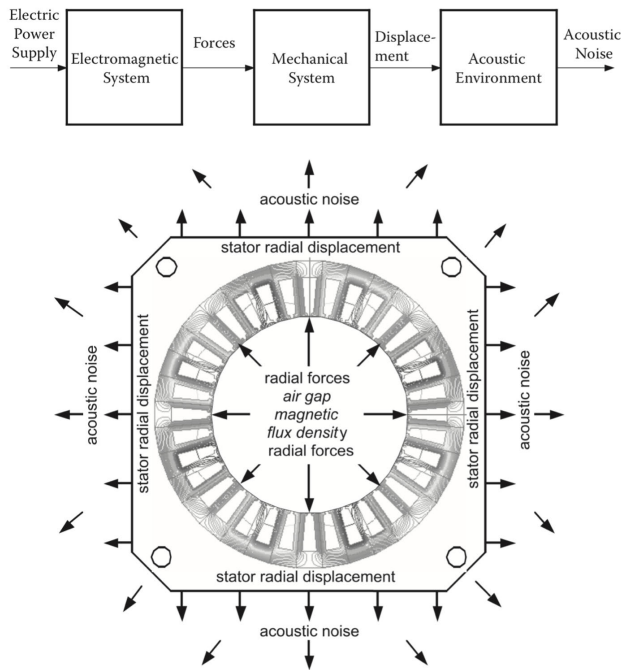 Electric
Power
Supply
Electromagnetic
System
Forces
Mechanical
System
Displace-
ment
Acoustic
Environment
Acoustic
Noise
acoustic noise
stator radial displacement
acoustic noise
stator radial displacement
radial forces
air gap
magnetic
flux density
radial forces
stator radial displacement
acoustic noise
stator radial displacement
acoustic noise